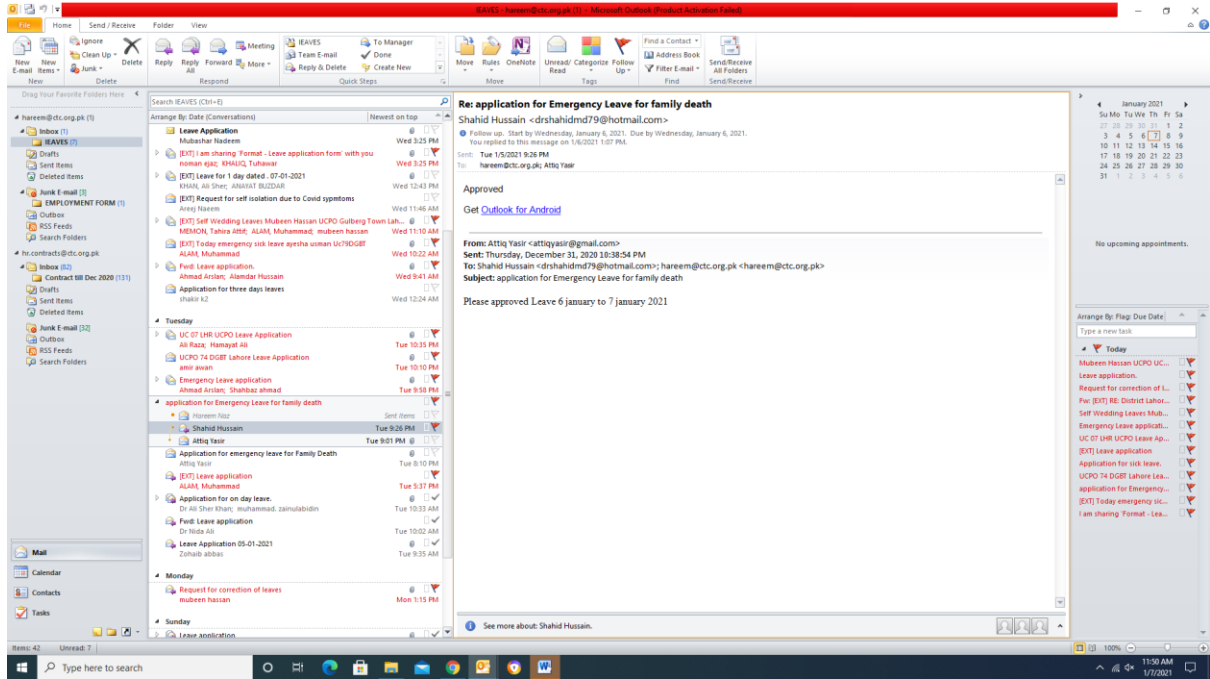 IEAVES - hareem@ctc.org.pk (1) - Microsoft Outlook (Product Activation Failed)
File Home Send / Receive Folder View
New E-mail
New Items
Ignore
Clean Up
Junk
Delete
Reply
Reply All
Forward
Meeting
More
IEAVES
Team E-mail
Reply & Delete
To Manager
Done
Create New
Move
Rules
OneNote
Unread/ Read
Categorize
Follow Up
Find a Contact
Address Book
Filter E-mail
Send/Receive All Folders
New Delete Respond Quick Steps Move Tags Find Send/Receive
Drag Your Favorite Folders Here
hareem@ctc.org.pk (1)
Inbox (1)
IEAVES (7)
Drafts
Sent Items
Deleted Items
Junk E-mail [3]
EMPLOYMENT FORM (1)
Outbox
RSS Feeds
Search Folders
hr.contracts@ctc.org.pk
Inbox (82)
Contract till Dec 2020 (131)
Drafts
Sent Items
Deleted Items
Junk E-mail [32]
Outbox
RSS Feeds
Search Folders
Mail
Calendar
Contacts
Tasks
Search IEAVES (Ctrl+E)
Arrange By: Date (Conversations) Newest on top
Leave Application
Mubashar Nadeem Wed 3:25 PM
[EXT] I am sharing 'Format - Leave application form' with you
noman ejaz; KHALIQ, Tuhawar Wed 3:25 PM
[EXT] Leave for 1 day dated . 07-01-2021
KHAN, Ali Sher; ANAYAT BUZDAR Wed 12:43 PM
[EXT] Request for self isolation due to Covid sypmtoms
Areej Naeem Wed 11:46 AM
[EXT] Self Wedding Leaves Mubeen Hassan UCPO Gulberg Town Lah...
MEMON, Tahira Attif; ALAM, Muhammad; mubeen hassan Wed 11:10 AM
[EXT] Today emergency sick leave ayesha usman Uc79DGBT
ALAM, Muhammad Wed 10:22 AM
Fwd: Leave application.
Ahmad Arslan; Alamdar Hussain Wed 9:41 AM
Application for three days leaves
shakir k2 Wed 12:24 AM
Tuesday
UC 07 LHR UCPO Leave Application
Ali Raza; Hamayat Ali Tue 10:35 PM
UCPO 74 DGBT Lahore Leave Application
amir awan Tue 10:10 PM
Emergency Leave application
Ahmad Arslan; Shahbaz ahmad Tue 9:58 PM
application for Emergency Leave for family death
Hareem Naz Sent Items
Shahid Hussain Tue 9:26 PM
Attiq Yasir Tue 9:01 PM
Application for emergency leave for Family Death
Attiq Yasir Tue 8:10 PM
[EXT] Leave application
ALAM, Muhammad Tue 5:37 PM
Application for on day leave.
Dr Ali Sher Khan; muhammad. zainulabidin Tue 10:33 AM
Fwd: Leave application
Dr Nida Ali Tue 10:02 AM
Leave Application 05-01-2021
Zohaib abbas Tue 9:35 AM
Monday
Request for correction of leaves
mubeen hassan Mon 1:15 PM
Sunday
Leave application
Re: application for Emergency Leave for family death
Shahid Hussain <drshahidmd79@hotmail.com>
Follow up. Start by Wednesday, January 6, 2021. Due by Wednesday, January 6, 2021.
You replied to this message on 1/6/2021 1:07 PM.
Sent: Tue 1/5/2021 9:26 PM
To: hareem@ctc.org.pk; Attiq Yasir
Approved
Get Outlook for Android
From: Attiq Yasir <attiqyasir@gmail.com>
Sent: Thursday, December 31, 2020 10:38:54 PM
To: Shahid Hussain <drshahidmd79@hotmail.com>; hareem@ctc.org.pk <hareem@ctc.org.pk>
Subject: application for Emergency Leave for family death
Please approved Leave 6 january to 7 january 2021
See more about: Shahid Hussain.
January 2021
Su Mo Tu We Th Fr Sa
27 28 29 30 31 1 2
3 4 5 6 7 8 9
10 11 12 13 14 15 16
17 18 19 20 21 22 23
24 25 26 27 28 29 30
31 1 2 3 4 5 6
No upcoming appointments.
Arrange By: Flag: Due Date
Type a new task
Today
Mubeen Hassan UCPO UC...
Leave application.
Request for correction of l...
Fw: [EXT] RE: District Lahor...
Self Wedding Leaves Mub...
Emergency Leave applicati...
UC 07 LHR UCPO Leave Ap...
[EXT] Leave application
Application for sick leave.
UCPO 74 DGBT Lahore Lea...
application for Emergency...
[EXT] Today emergency sic...
I am sharing 'Format - Lea...
Items: 42 Unread: 7
100%
Type here to search
11:50 AM
1/7/2021